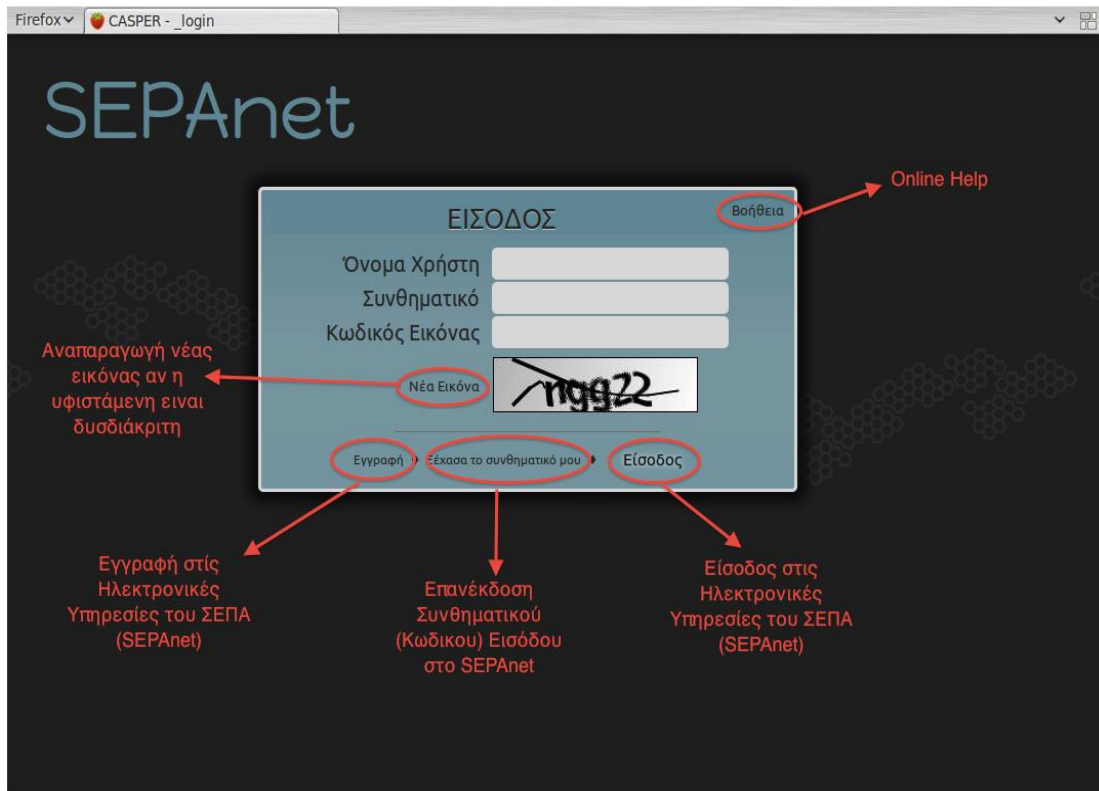 Firefox
CASPER - _login
SEPAnet
Online Help
ΕΙΣΟΔΟΣ
Βοήθεια
Όνομα Χρήστη
Συνθηματικό
Κωδικός Εικόνας
Αναπαραγωγή νέας
εικόνας αν η
υφιστάμενη ειναι
δυσδιάκριτη
Νέα Εικόνα
ngg22
Εγγραφή
Ξέχασα το συνθηματικό μου
Είσοδος
Εγγραφή στίς
Ηλεκτρονικές
Υπηρεσίες του ΣΕΠΑ
(SEPAnet)
Επανέκδοση
Συνθηματικού
(Κωδικου) Εισόδου
στο SEPAnet
Είσοδος στις
Ηλεκτρονικές
Υπηρεσίες του ΣΕΠΑ
(SEPAnet)